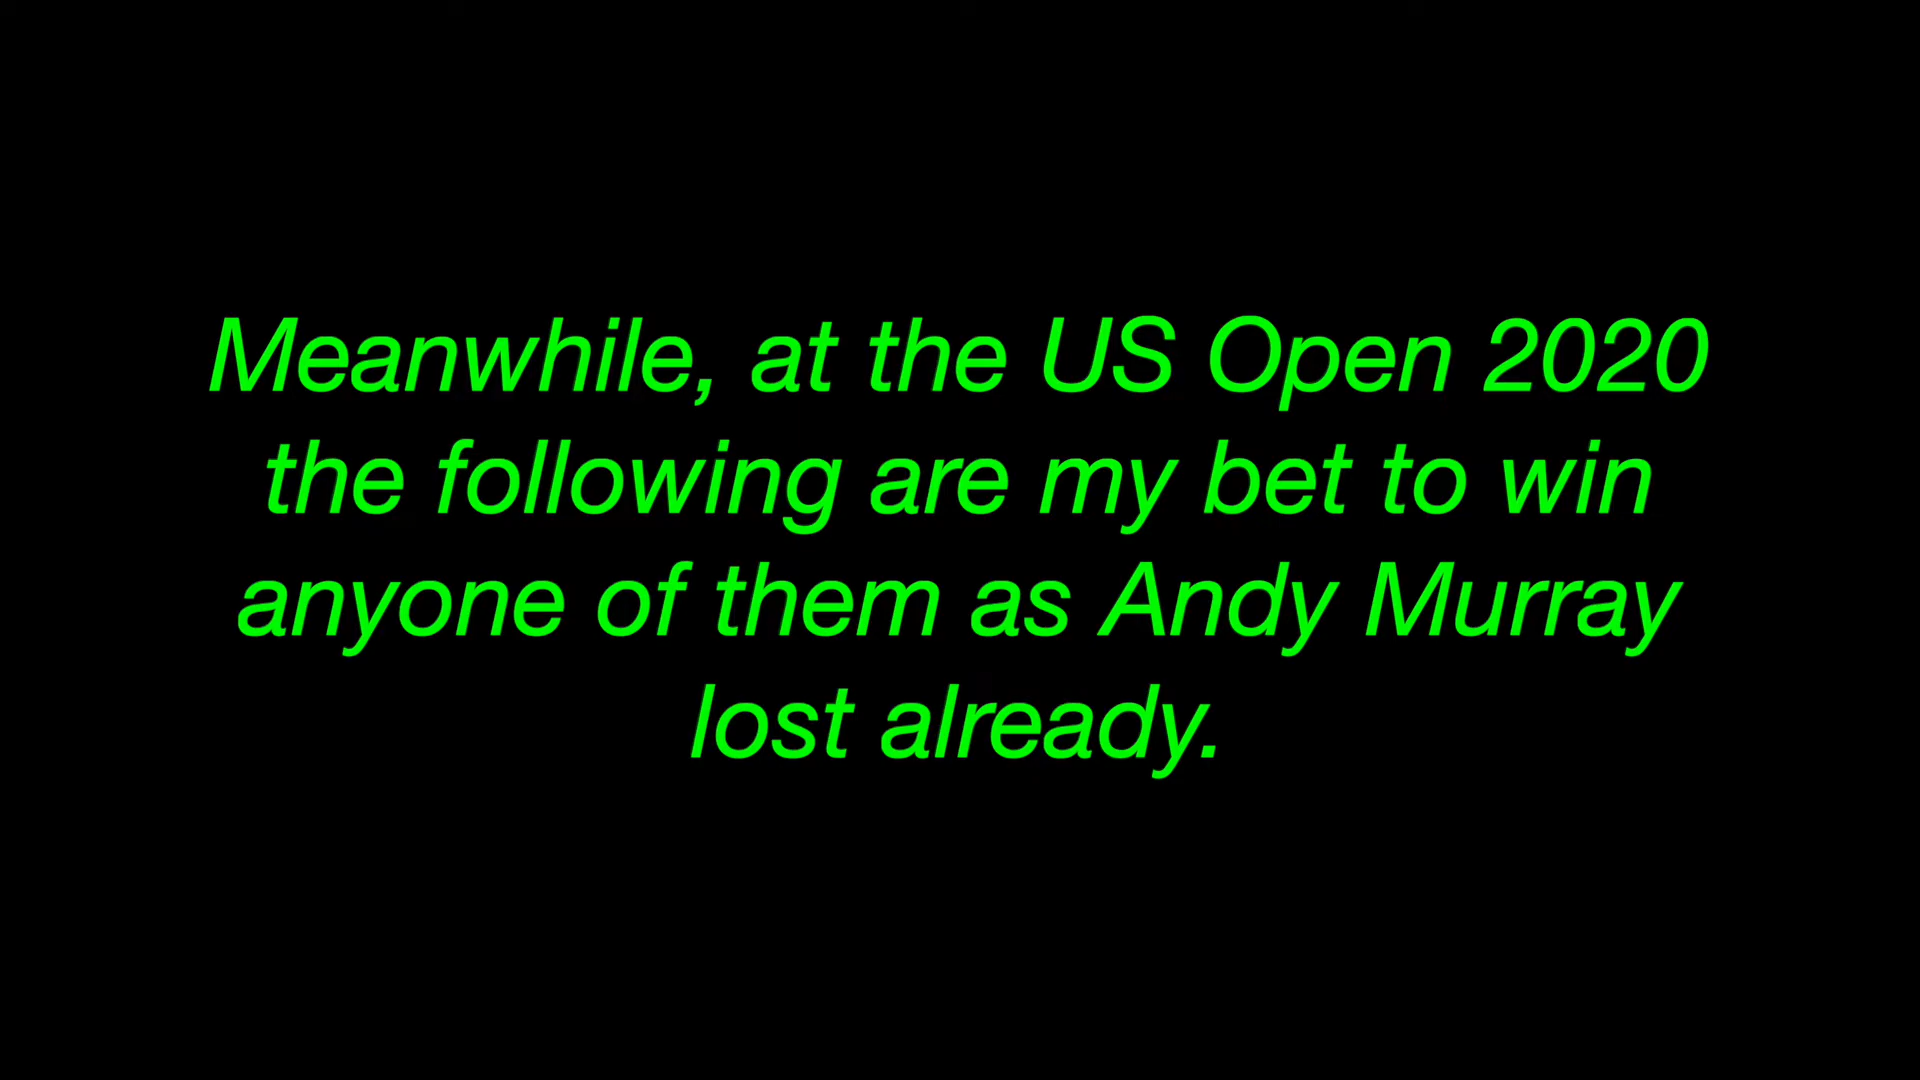 Meanwhile, at the US Open 2020
the following are my bet to win
anyone of them as Andy Murray
lost already.